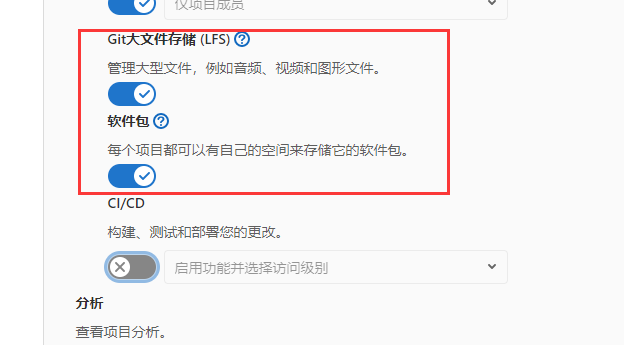 仅项目成员
Git大文件存储 (LFS)
管理大型文件，例如音频、视频和图形文件。
软件包
每个项目都可以有自己的空间来存储它的软件包。
CI/CD
构建、测试和部署您的更改。
启用功能并选择访问级别
分析
查看项目分析。